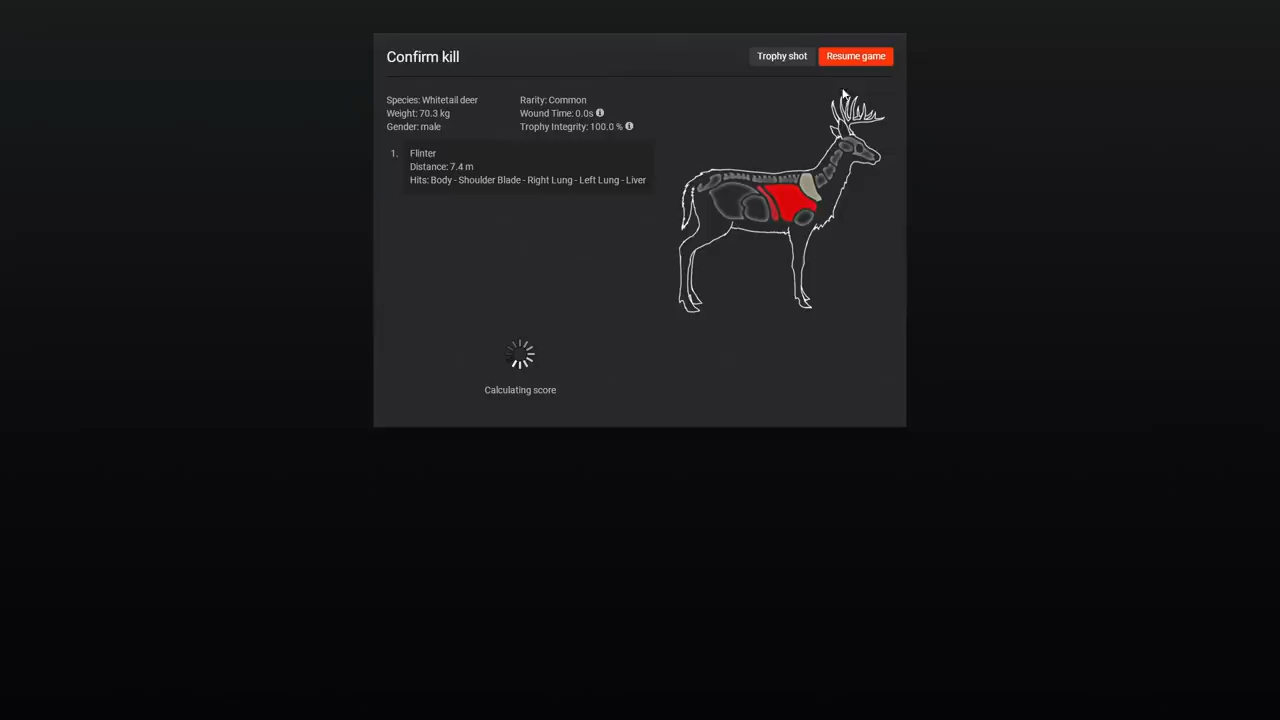 Confirm kill
Trophy shot
Resume game
Species: Whitetail deer
Weight: 70.3 kg
Gender: male
Rarity: Common
Wound Time: 0.0s
Trophy Integrity: 100.0 %
1.
Flinter
Distance: 7.4 m
Hits: Body - Shoulder Blade - Right Lung - Left Lung - Liver
Calculating score